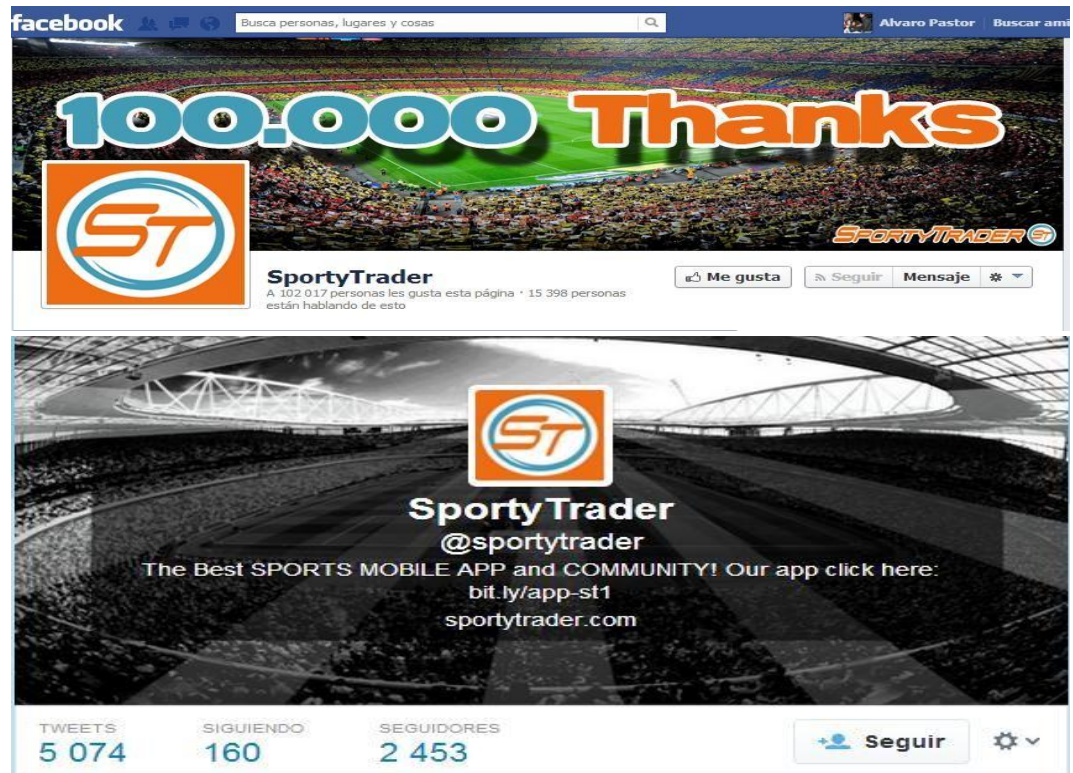 facebook Busca personas, lugares y cosas Alvaro Pastor Buscar ami
100.000 Thanks
ST
SPORTYTRADER ST
SportyTrader Me gusta Seguir Mensaje
A 102 017 personas les gusta esta página · 15 398 personas
están hablando de esto
ST
SportyTrader
@sportytrader
The Best SPORTS MOBILE APP and COMMUNITY! Our app click here:
bit.ly/app-st1
sportytrader.com
TWEETS SIGUIENDO SEGUIDORES
5 074 160 2 453 Seguir